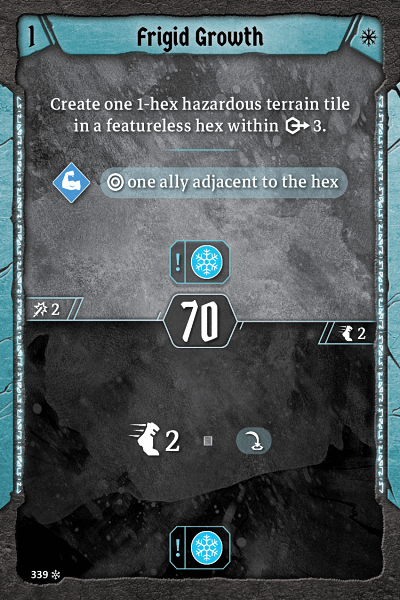 1
Frigid Growth
Create one 1-hex hazardous terrain tile
in a featureless hex within 3.
one ally adjacent to the hex
!
2
70
2
2
!
339